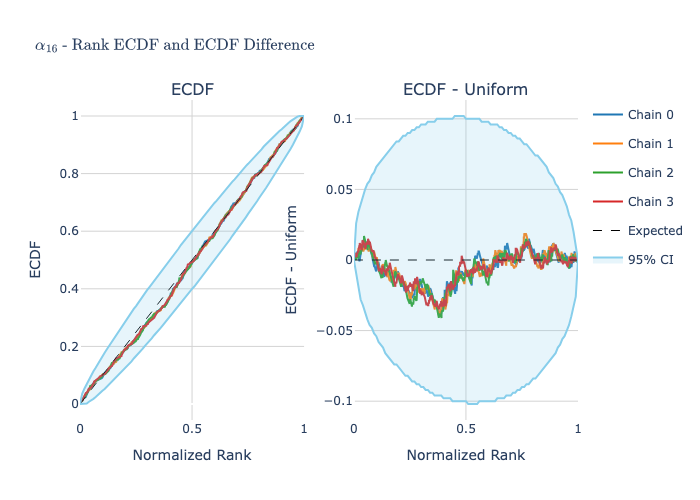 α₁₆ - Rank ECDF and ECDF Difference
ECDF
ECDF - Uniform
1
0.8
0.6
0.4
0.2
0
0
0.5
1
ECDF
Normalized Rank
0.1
0.05
0
−0.05
−0.1
0
0.5
1
ECDF - Uniform
Normalized Rank
Chain 0
Chain 1
Chain 2
Chain 3
Expected
95% CI